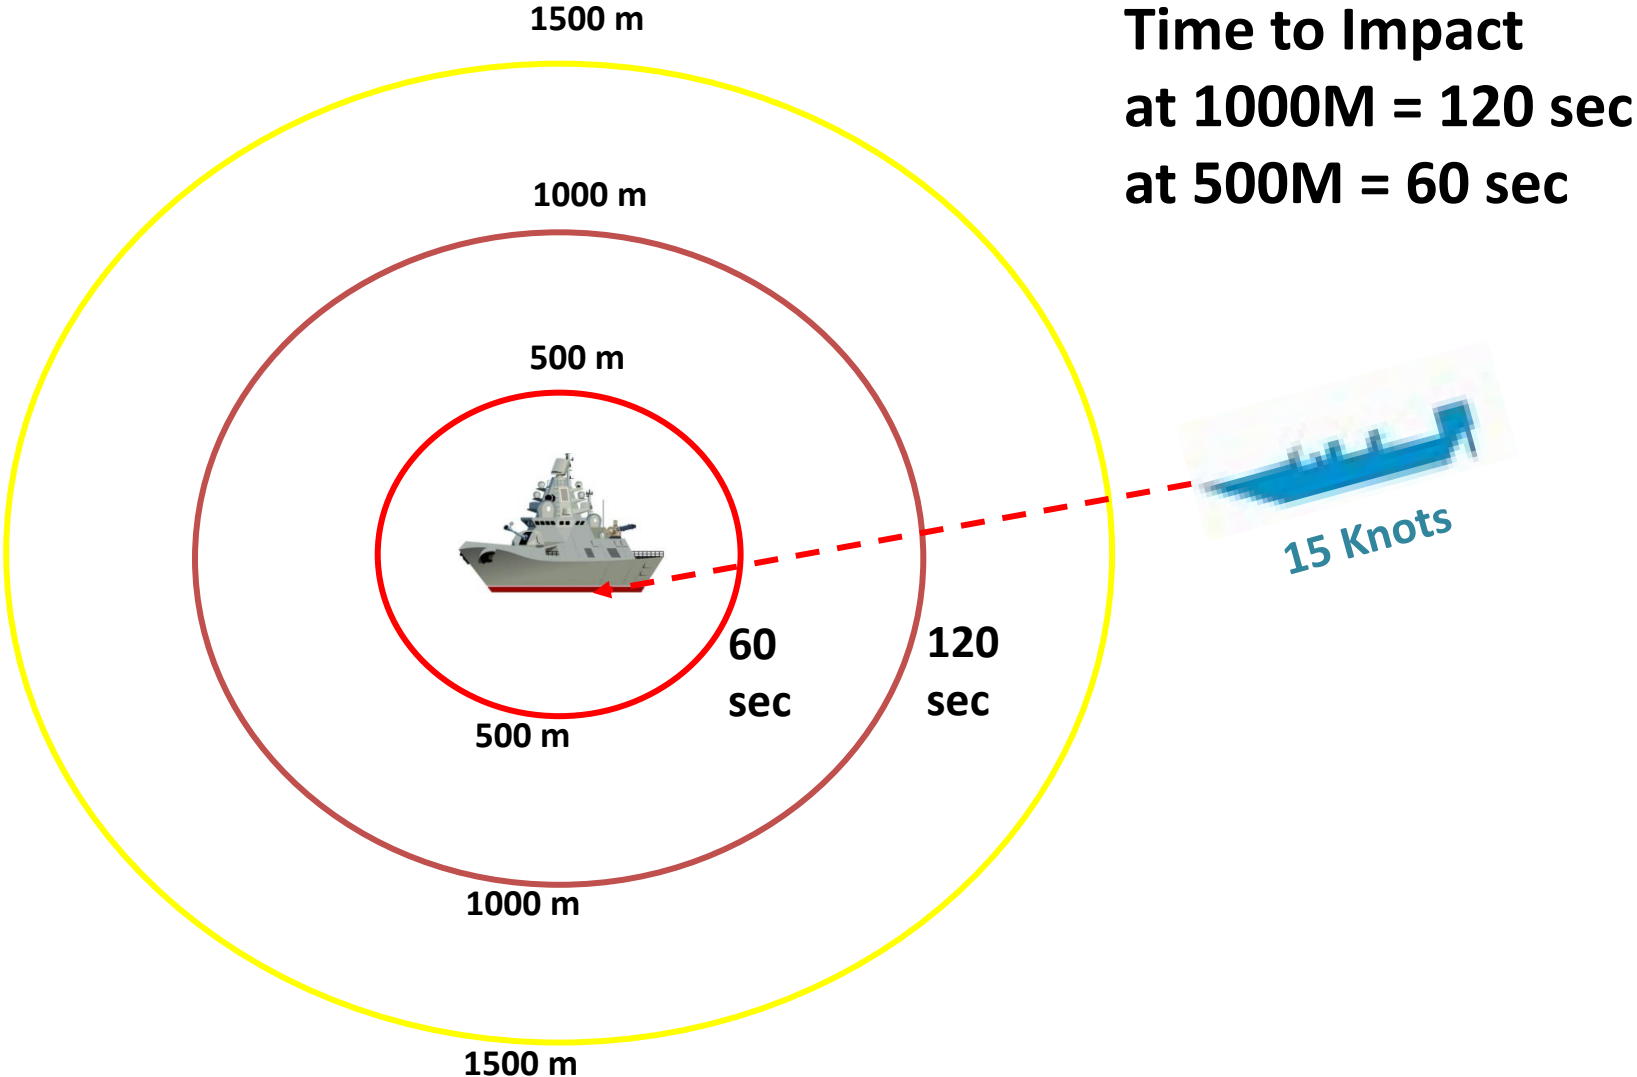 1500 m
Time to Impact
at 1000M = 120 sec
at 500M = 60 sec
1000 m
500 m
15 Knots
60
sec
120
sec
500 m
1000 m
1500 m